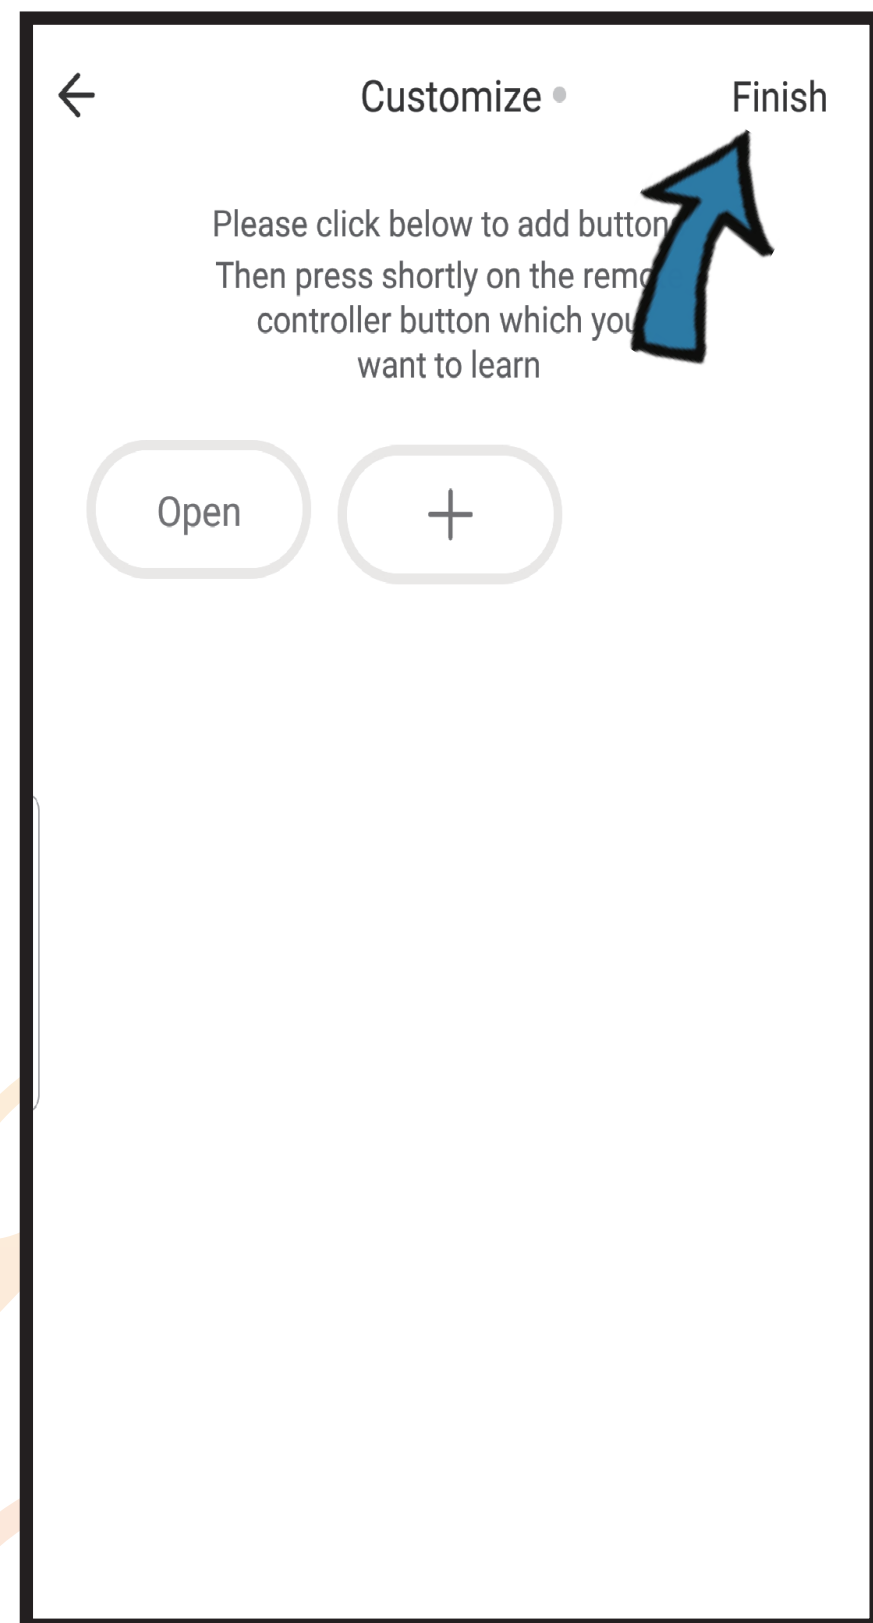 Customize
Finish
Please click below to add button
Then press shortly on the
controller button which you
want to learn
Open
+